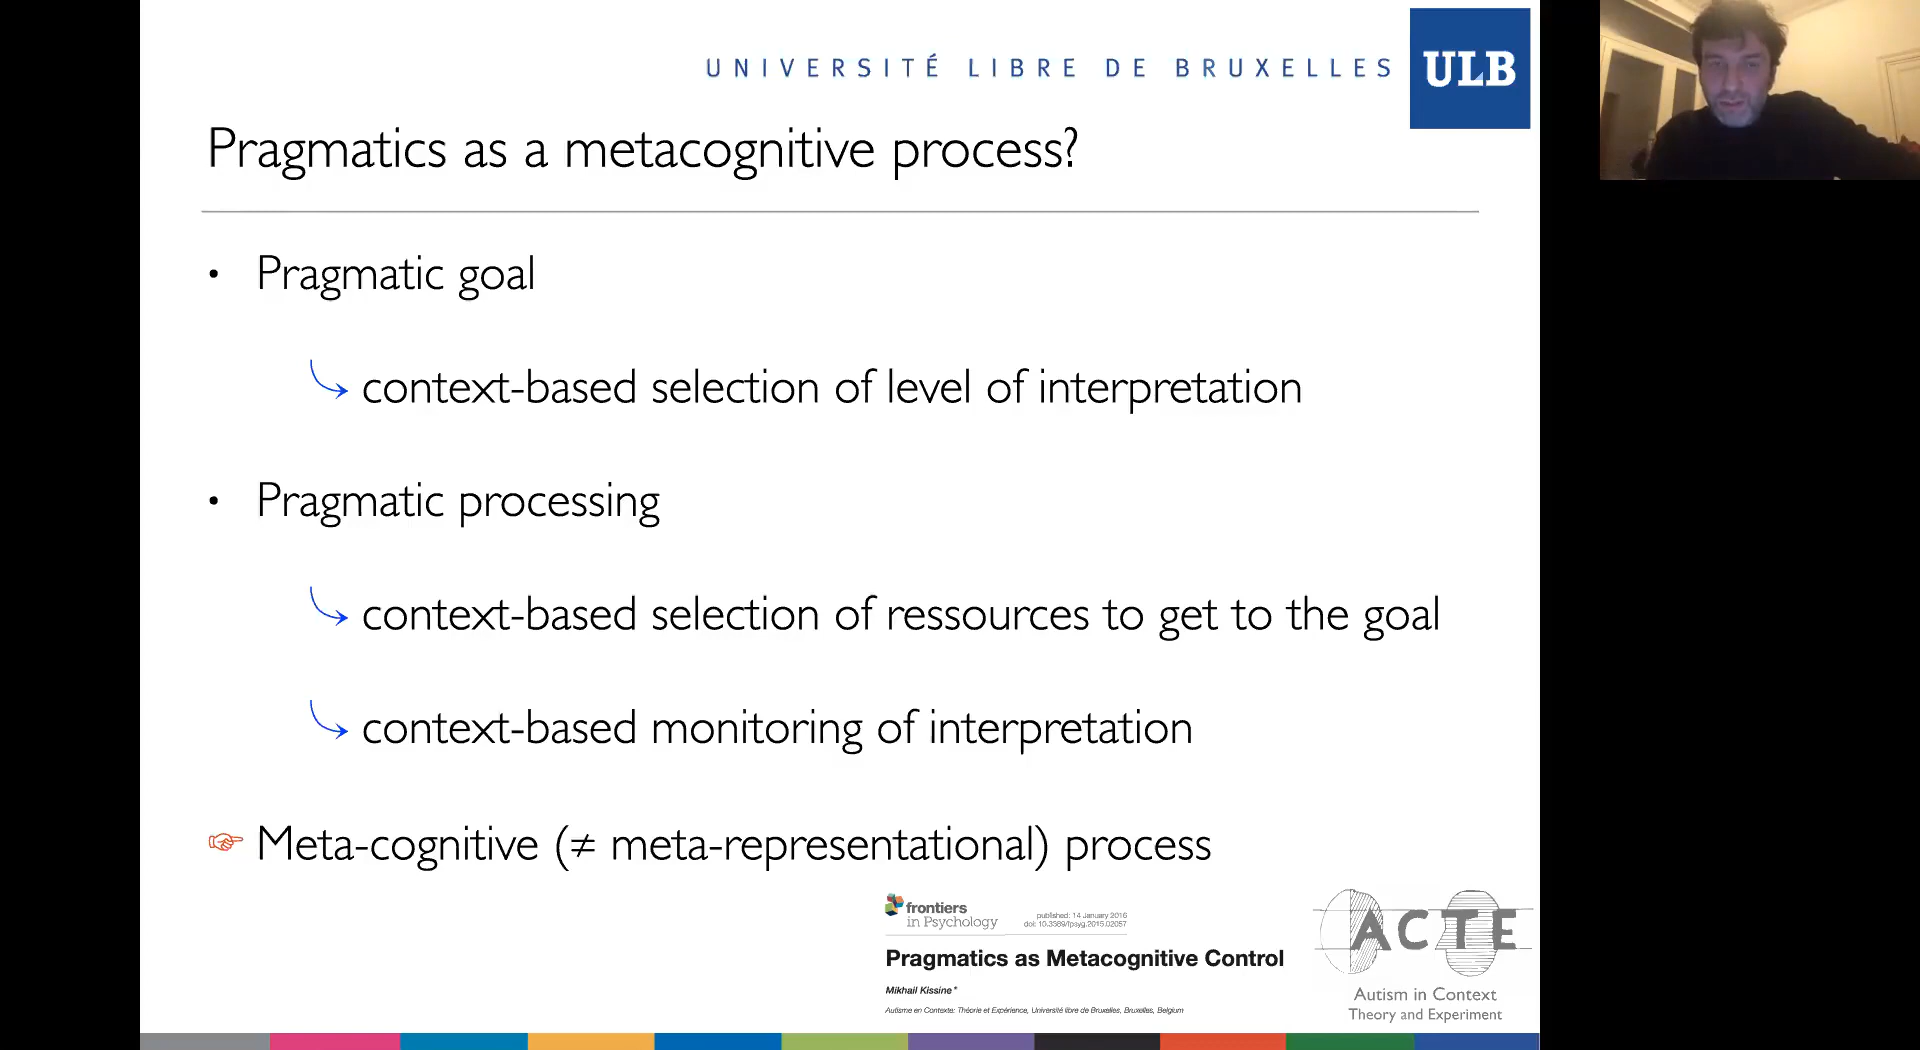 UNIVERSITÉ LIBRE DE BRUXELLES
ULB
Pragmatics as a metacognitive process?
• Pragmatic goal
context-based selection of level of interpretation
• Pragmatic processing
context-based selection of ressources to get to the goal
context-based monitoring of interpretation
Meta-cognitive (≠ meta-representational) process
frontiers
in Psychology
published: 14 January 2016
doi: 10.3389/fpsyg.2015.02057
Pragmatics as Metacognitive Control
Mikhail Kissine*
Autisme en Contexte: Théorie et Expérience, Université libre de Bruxelles, Bruxelles, Belgium
ACTE
Autism in Context
Theory and Experiment